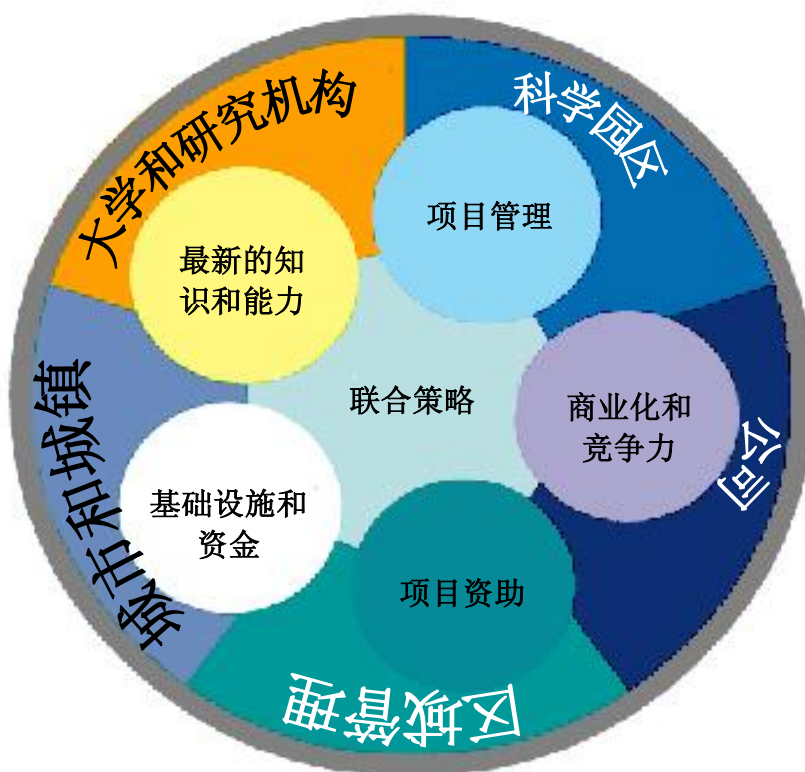 大学和研究机构
科学园区
项目管理
最新的知
识和能力
联合策略
商业化和
竞争力
公司
城市和城镇
基础设施和
资金
项目资助
区域管理